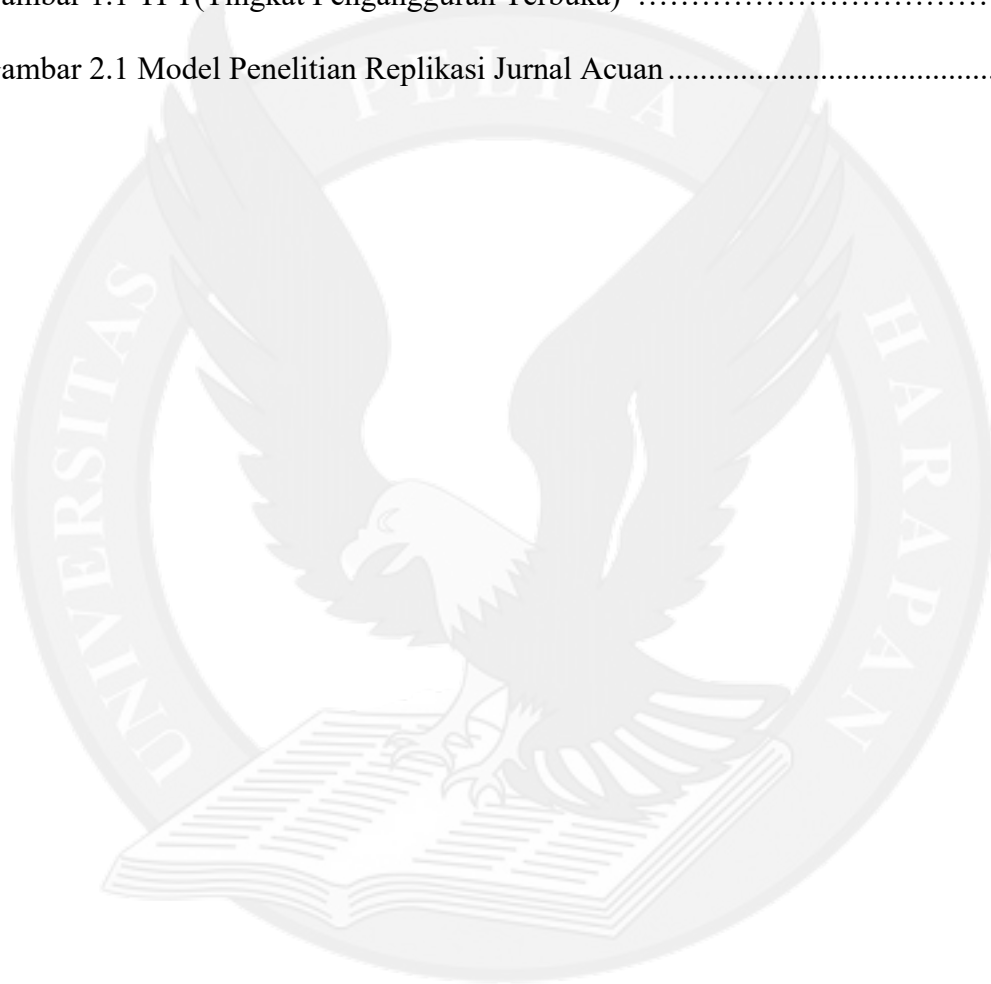 ambar 1.1 TPT(Tingkat Pengangguran Terbuka) ………………………………
ambar 2.1 Model Penelitian Replikasi Jurnal Acuan.........................................
UNIVERSITAS PELITA HARAPAN